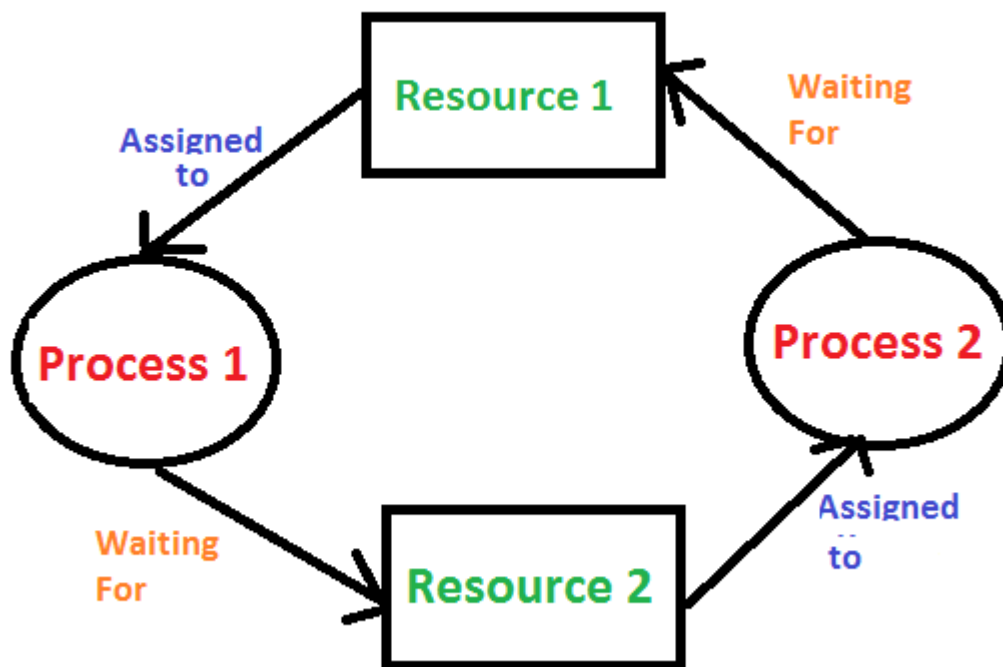 Resource 1
Waiting
For
Assigned
to
Process 1
Process 2
Waiting
For
Resource 2
Assigned
to